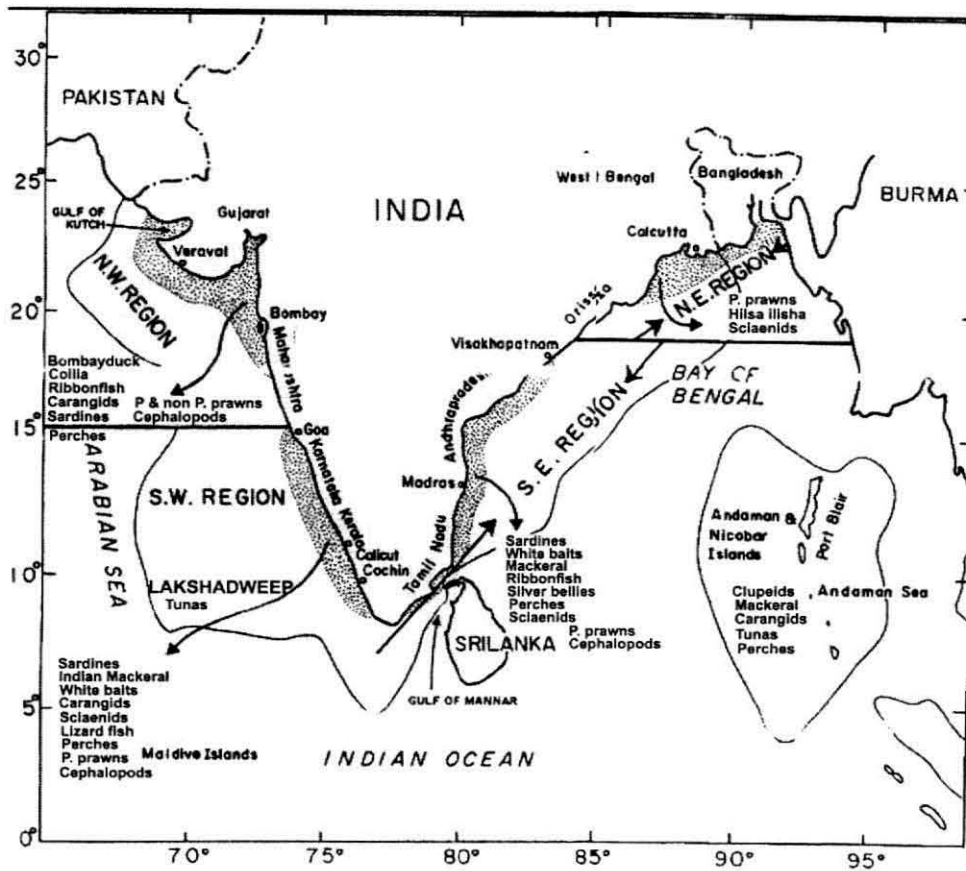 30°
PAKISTAN
25°
GULF OF
KUTCH
Gujarat
Veraval
INDIA
West Bengal
Bangladesh
BURMA
Calcutta
N.W. REGION
20°
Bombay
Maharashtra
Orissa
N.E. REGION
P. prawns
Hilsa ilisha
Sciaenids
Visakhapatnam
Bombayduck
Collia
Ribbonfish
Carangids
Sardines
Perches
P & non P. prawns
Cephalopods
BAY OF
BENGAL
15°
Goa
Andhrapradesh
S.E. REGION
ARABIAN SEA
S.W. REGION
Karnataka
Kerala
Madras
Calicut
Cochin
Tamil Nadu
Sardines
White baits
Mackeral
Ribbonfish
Silver bellies
Perches
Sciaenids
P. prawns
Cephalopods
Andaman &
Nicobar
Islands
Port Blair
10°
LAKSHADWEEP
Tunas
Clupeids
Mackeral
Carangids
Tunas
Perches
Andaman Sea
SRILANKA
GULF OF MANNAR
Sardines
Indian Mackeral
White baits
Carangids
Sciaenids
Lizard fish
Perches
P. prawns
Cephalopods
5°
Maldive Islands
INDIAN OCEAN
0°
70°
75°
80°
85°
90°
95°